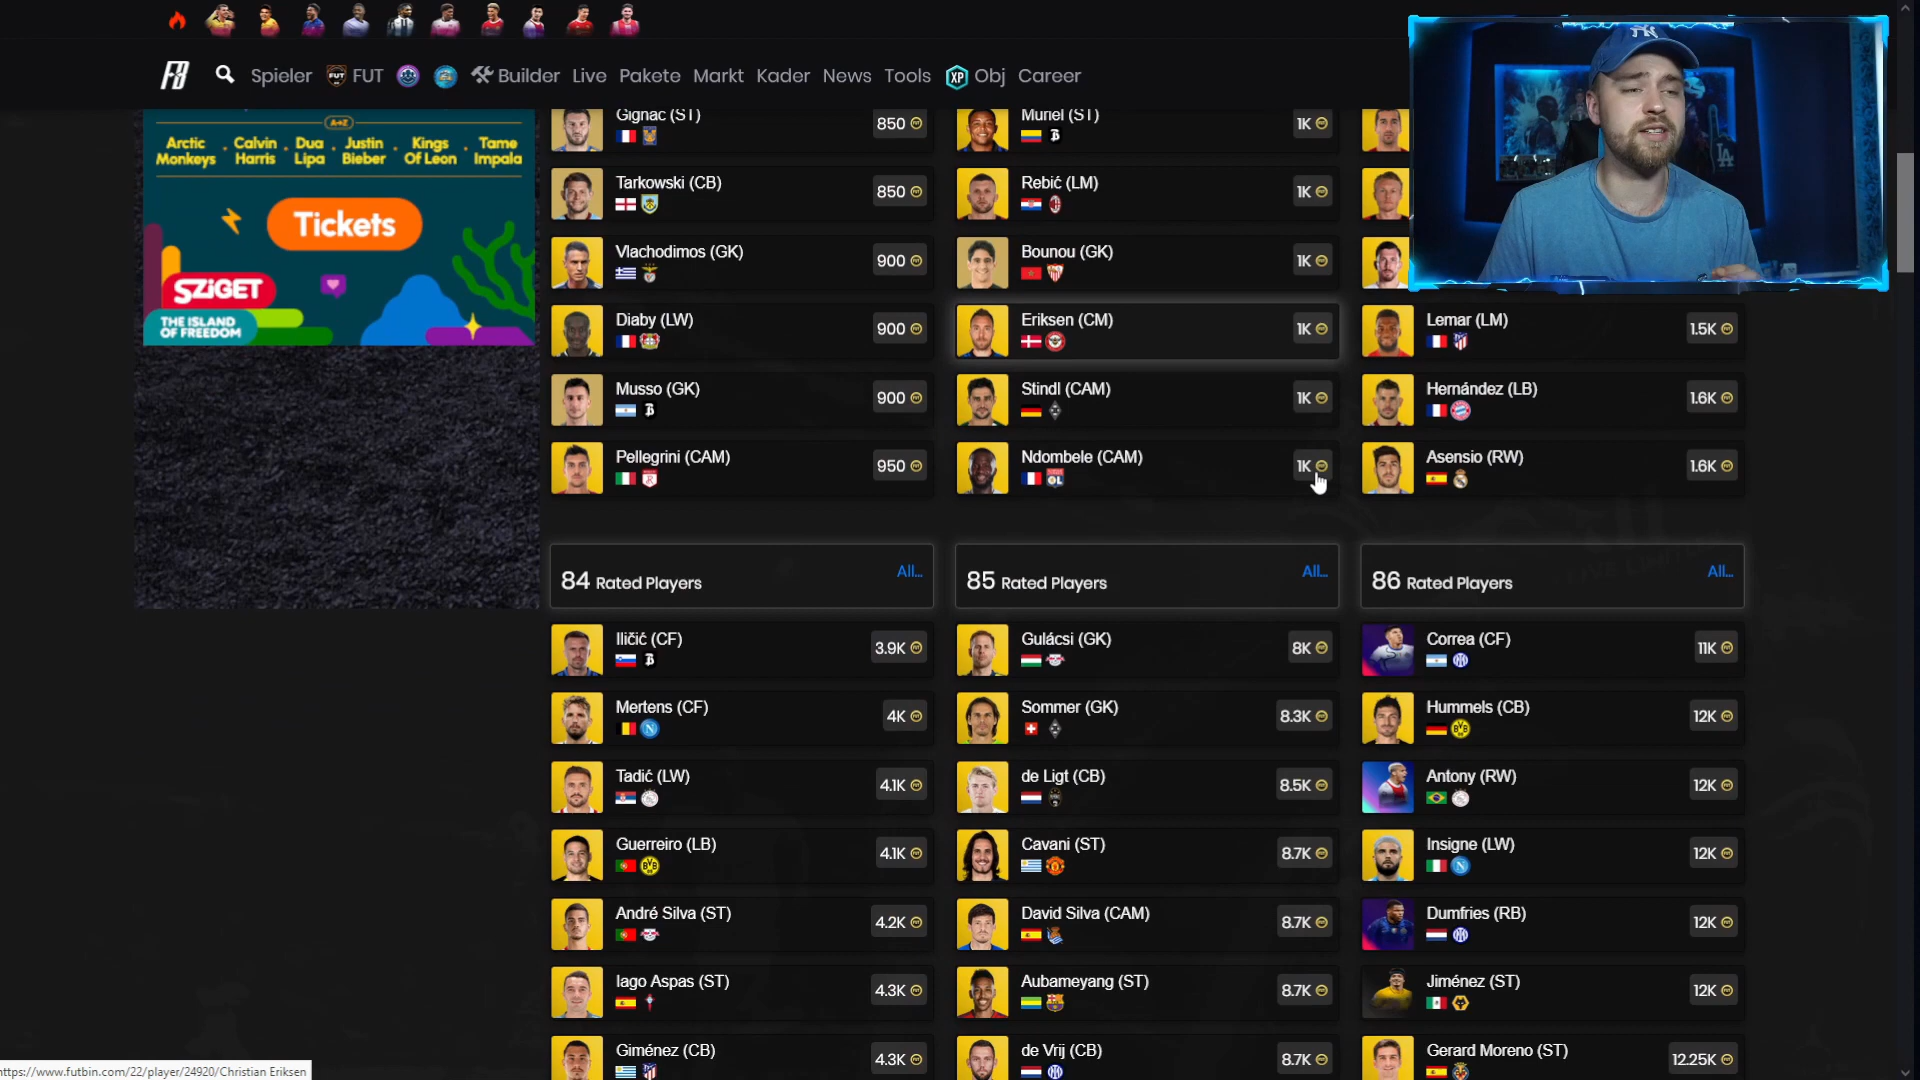 Spieler FUT Builder Live Pakete Markt Kader News Tools XP Obj Career
A→Z
Arctic Monkeys · Calvin Harris · Dua Lipa · Justin Bieber · Kings Of Leon · Tame Impala
Tickets
SZIGET
THE ISLAND OF FREEDOM
Gignac (ST) 850
Muriel (ST) 1K
Tarkowski (CB) 850
Rebić (LM) 1K
Vlachodimos (GK) 900
Bounou (GK) 1K
Diaby (LW) 900
Eriksen (CM) 1K
Lemar (LM) 1.5K
Musso (GK) 900
Stindl (CAM) 1K
Hernández (LB) 1.6K
Pellegrini (CAM) 950
Ndombele (CAM) 1K
Asensio (RW) 1.6K
84 Rated Players All...
85 Rated Players All...
86 Rated Players All...
Iličić (CF) 3.9K
Gulácsi (GK) 8K
Correa (CF) 11K
Mertens (CF) 4K
Sommer (GK) 8.3K
Hummels (CB) 12K
Tadić (LW) 4.1K
de Ligt (CB) 8.5K
Antony (RW) 12K
Guerreiro (LB) 4.1K
Cavani (ST) 8.7K
Insigne (LW) 12K
André Silva (ST) 4.2K
David Silva (CAM) 8.7K
Dumfries (RB) 12K
Iago Aspas (ST) 4.3K
Aubameyang (ST) 8.7K
Jiménez (ST) 12K
Giménez (CB) 4.3K
de Vrij (CB) 8.7K
Gerard Moreno (ST) 12.25K
https://www.futbin.com/22/player/24920/Christian Eriksen